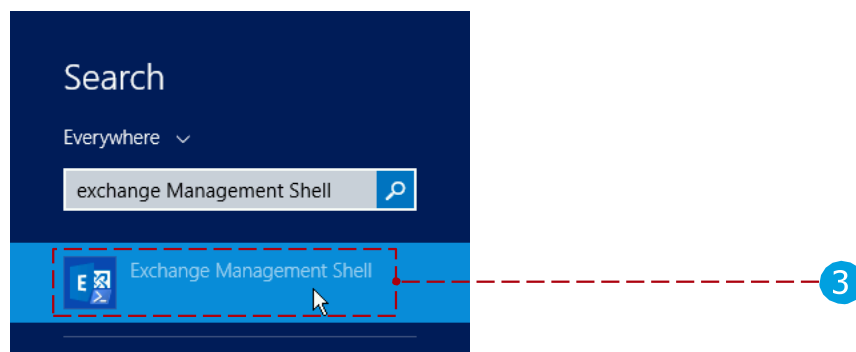 Search
Everywhere
exchange Management Shell
E
Exchange Management Shell
3